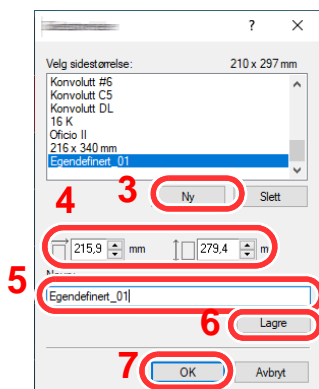 ? ×
Velg sidestørrelse: 210 x 297 mm
Konvolutt #6
Konvolutt C5
Konvolutt DL
16 K
Oficio II
216 x 340 mm
Egendefinert_01
3 Ny Slett
4
215,9 mm 279,4 m
5
Egendefinert_01
6 Lagre
7 OK Avbryt